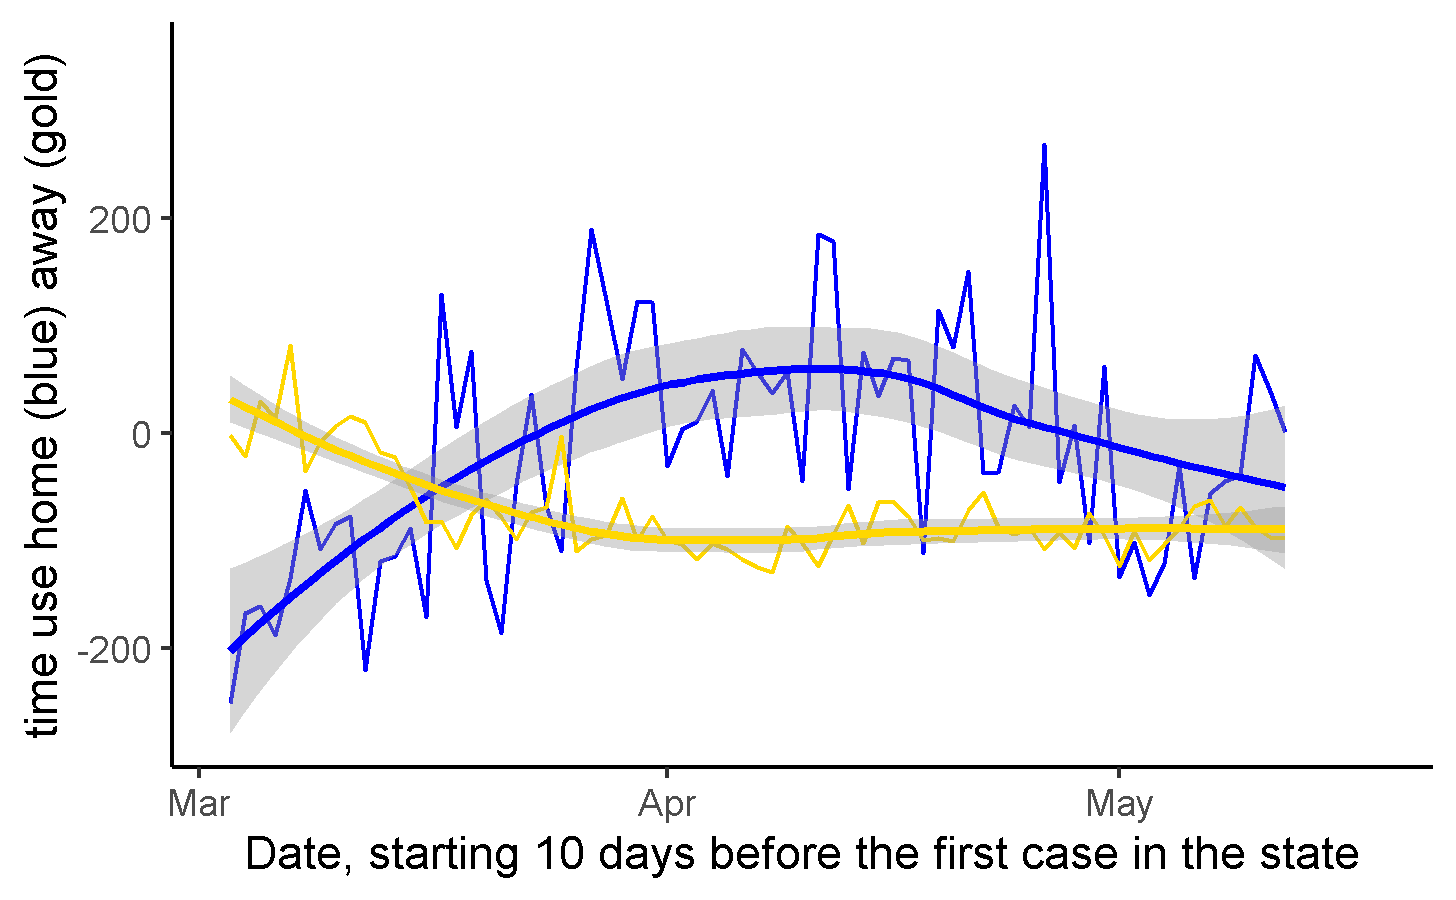 time use home (blue) away (gold)
200
0
-200
Mar
Apr
May
Date, starting 10 days before the first case in the state